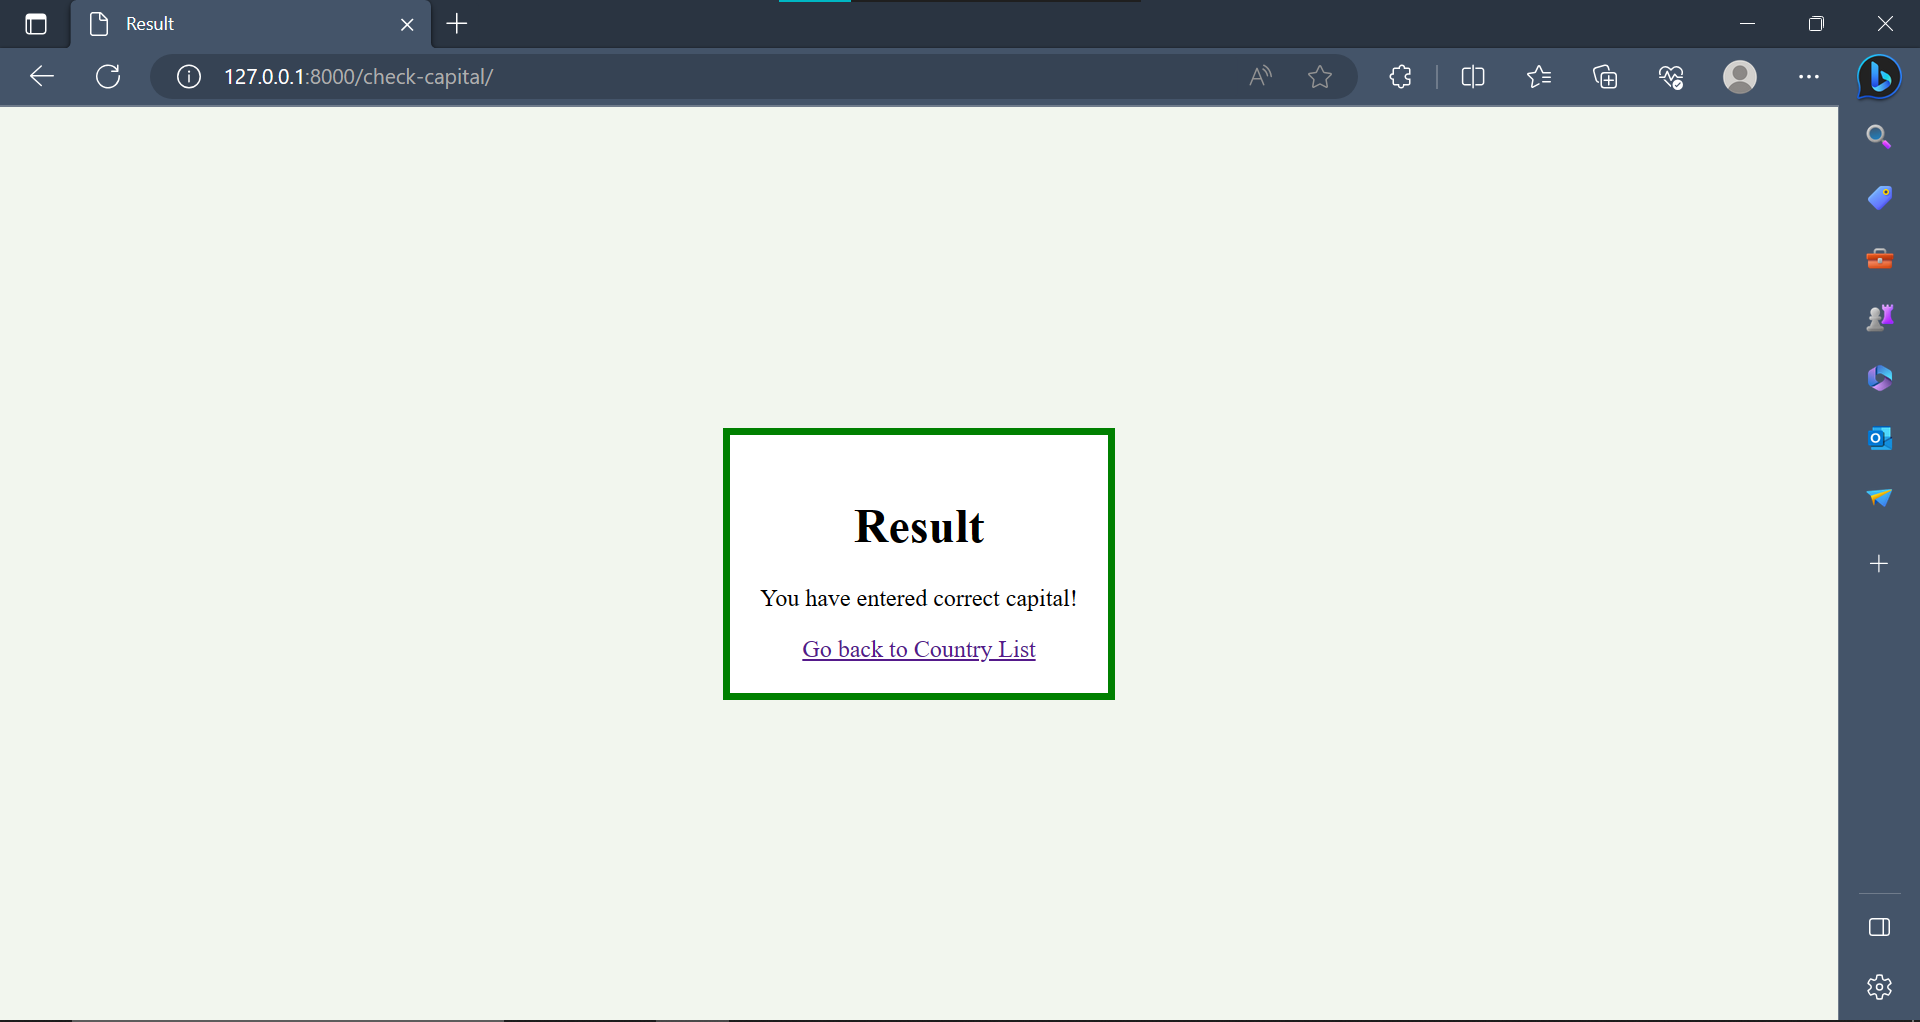 Result
127.0.0.1:8000/check-capital/
Result
You have entered correct capital!
Go back to Country List